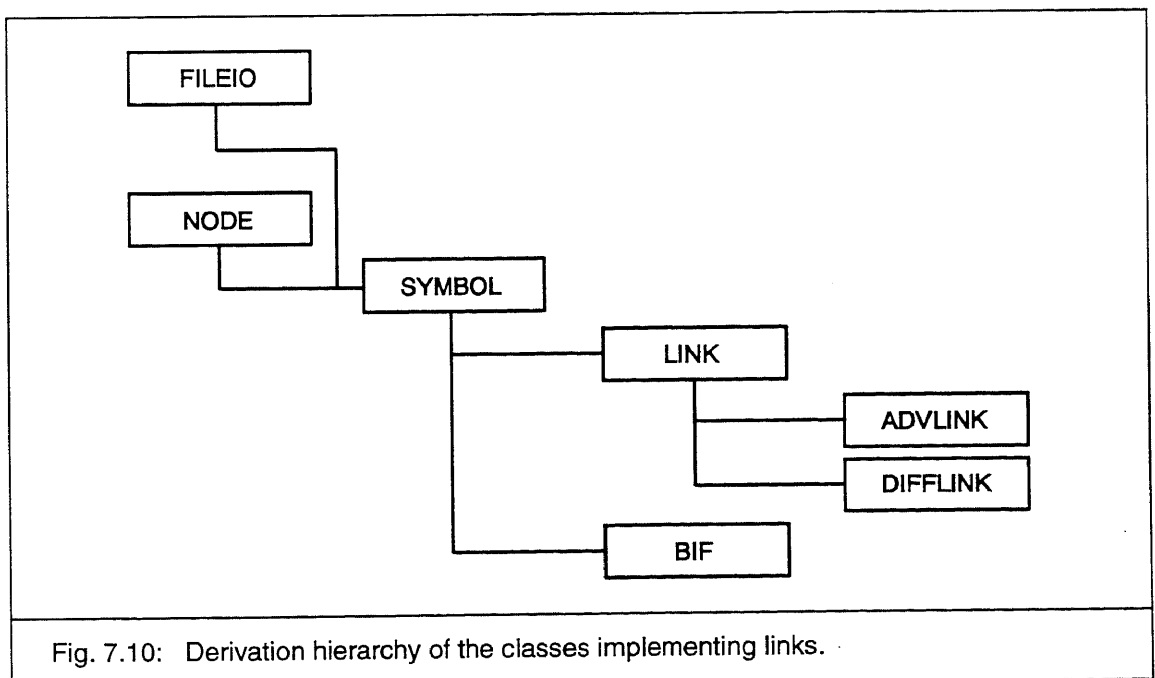 FILEIO
NODE
SYMBOL
LINK
ADVLINK
DIFFLINK
BIF
Fig. 7.10: Derivation hierarchy of the classes implementing links.